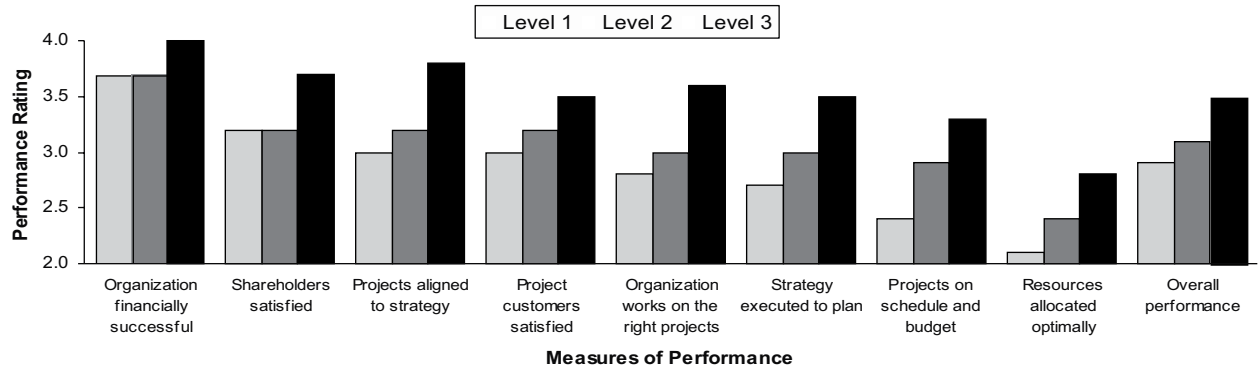 Level 1 Level 2 Level 3
4.0
3.5
3.0
2.5
2.0
Performance Rating
Organization
financially
successful
Shareholders
satisfied
Projects aligned
to strategy
Project
customers
satisfied
Organization
works on the
right projects
Strategy
executed to plan
Projects on
schedule and
budget
Resources
allocated
optimally
Overall
performance
Measures of Performance